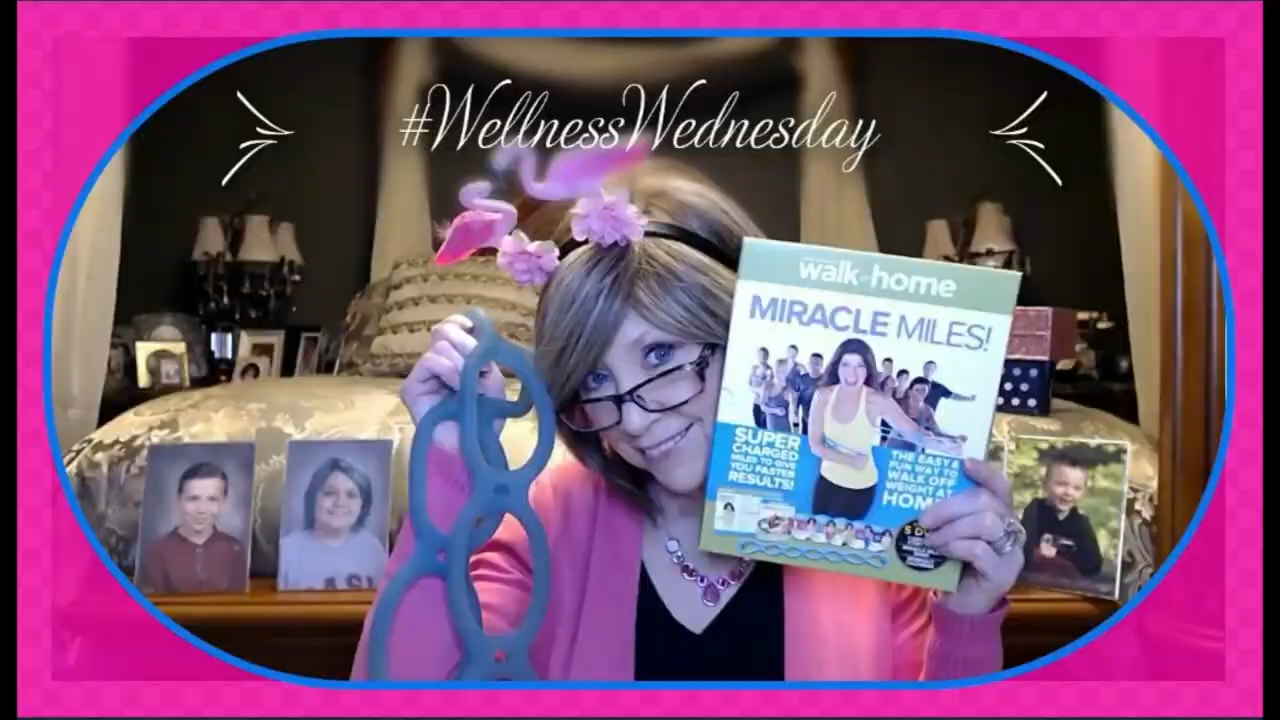 #WellnessWednesday
walk at home
MIRACLE MILES!
SUPER
CHARGED
MILES TO GIVE
YOU FASTER
RESULTS!
THE EASY &
FUN WAY TO
WALK OFF
WEIGHT AT
HOME